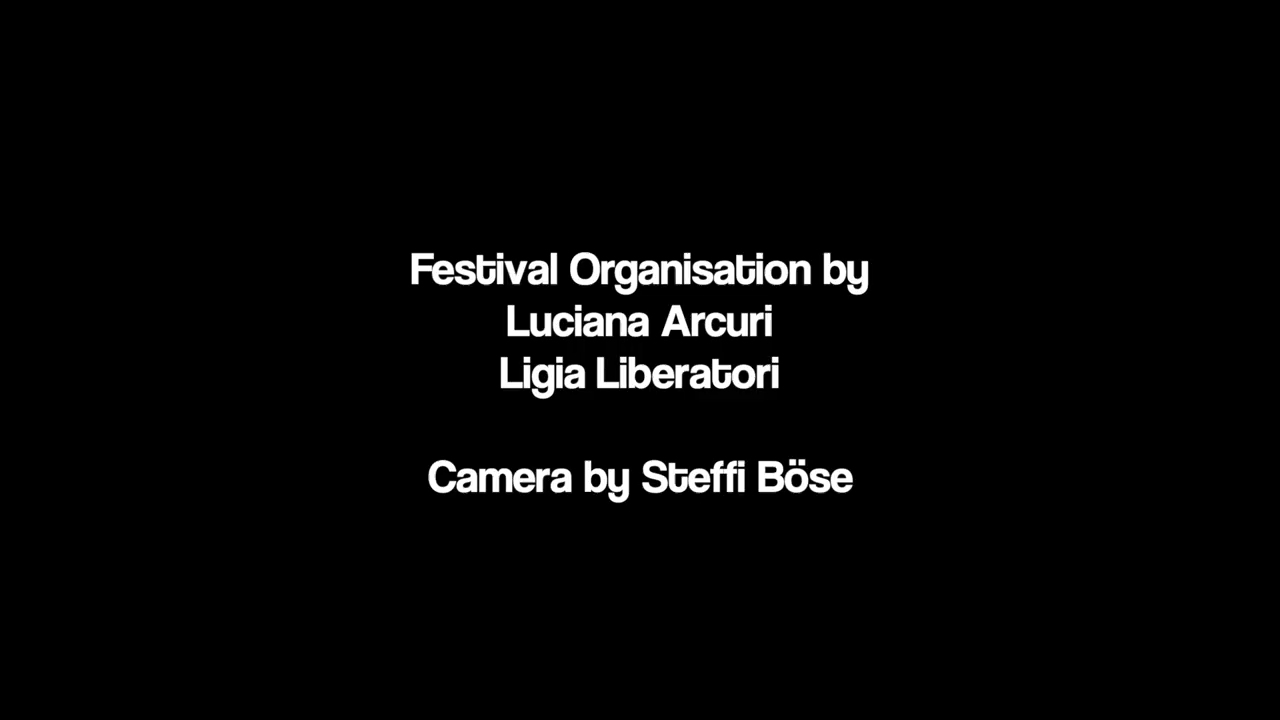 Festival Organisation by
Luciana Arcuri
Ligia Liberatori
Camera by Steffi Böse